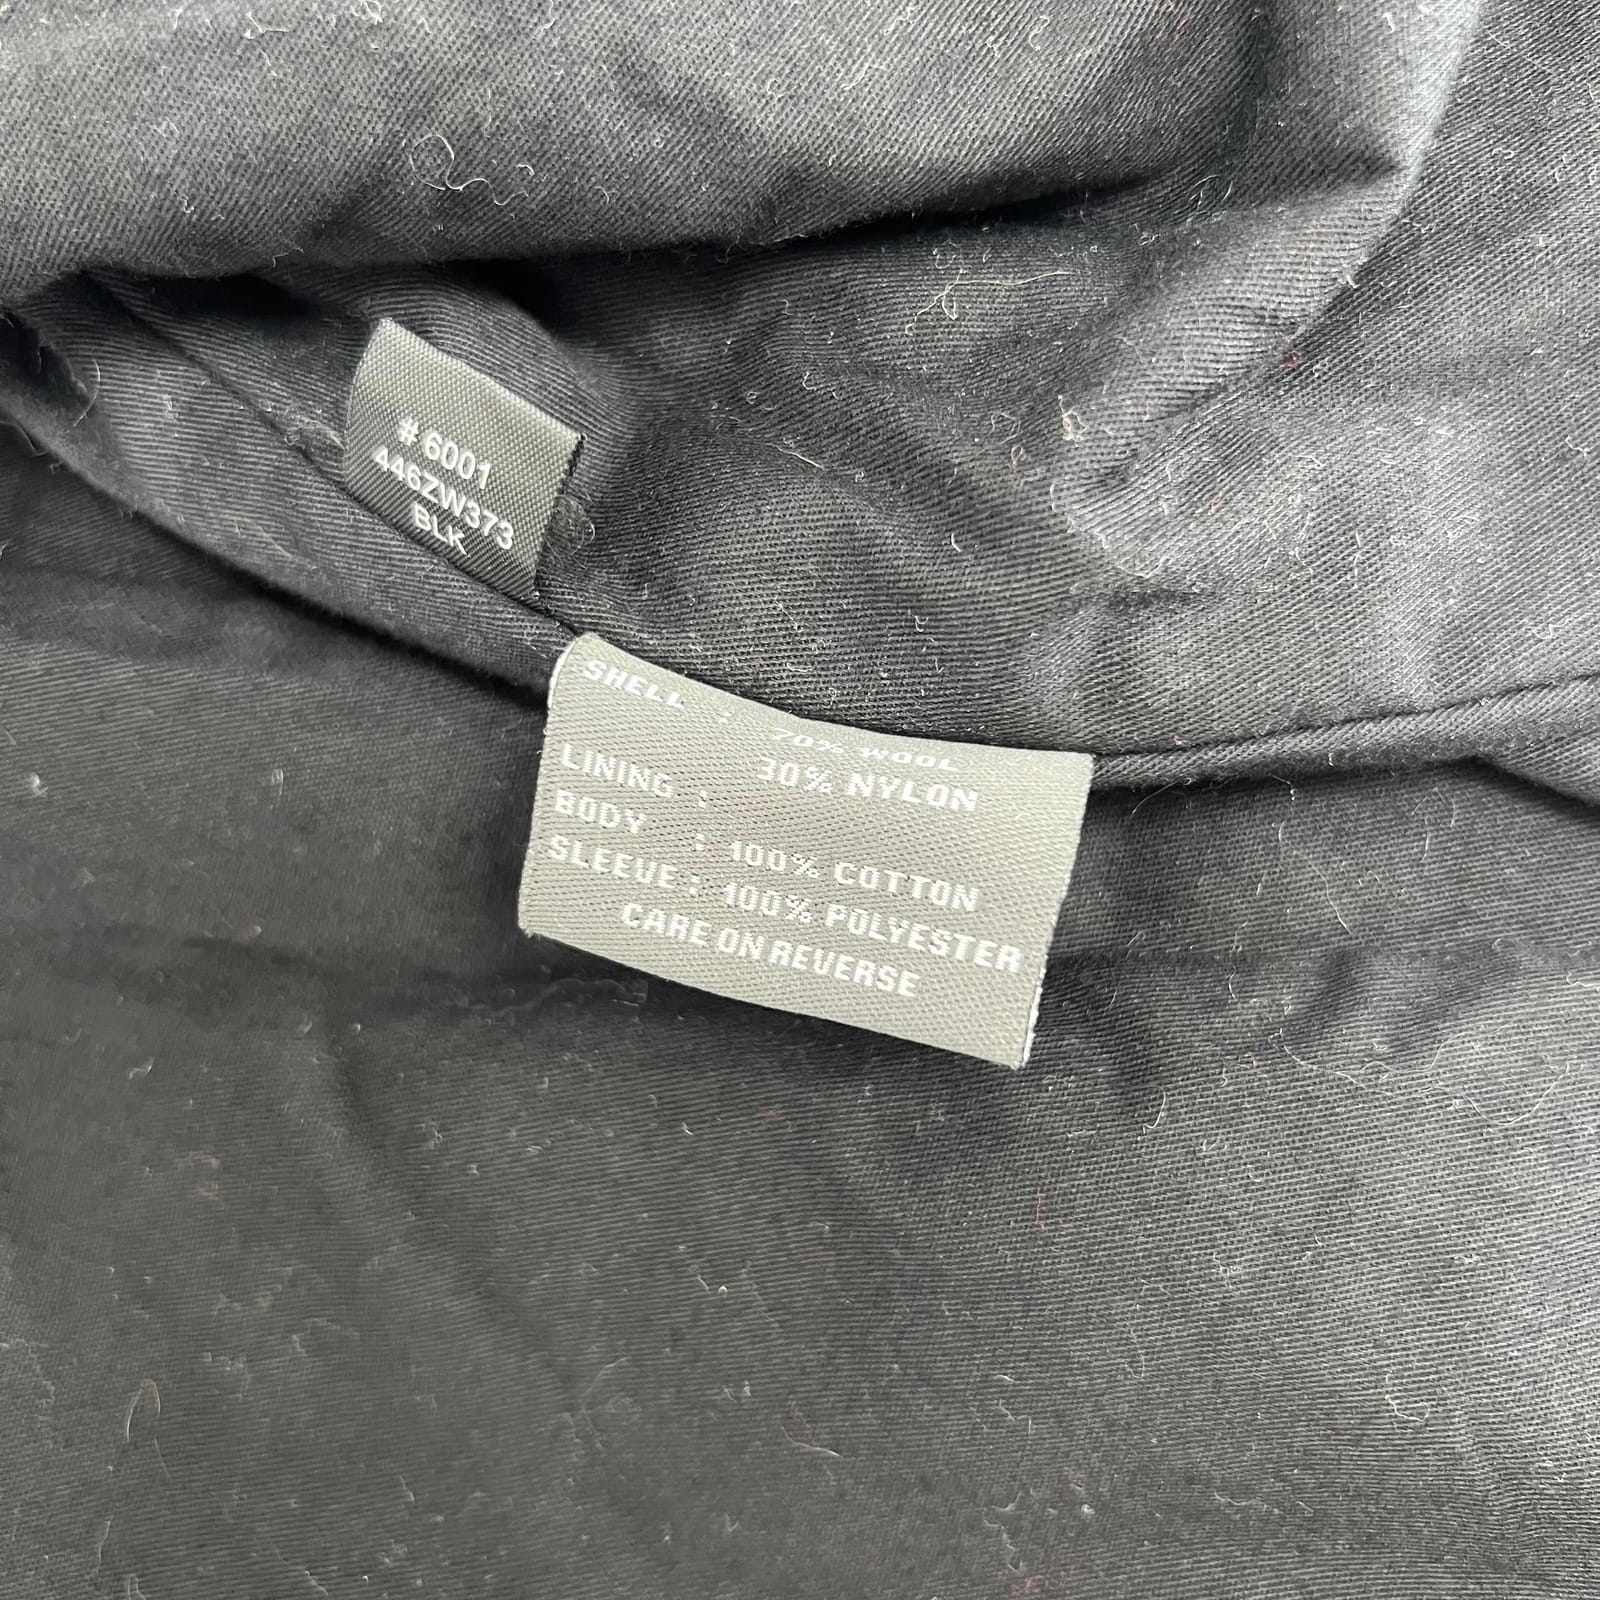 # 6001
446ZW373
BLK
SHELL :
70% WOOL
30% NYLON
LINING :
BODY : 100% COTTON
SLEEVE : 100% POLYESTER
CARE ON REVERSE